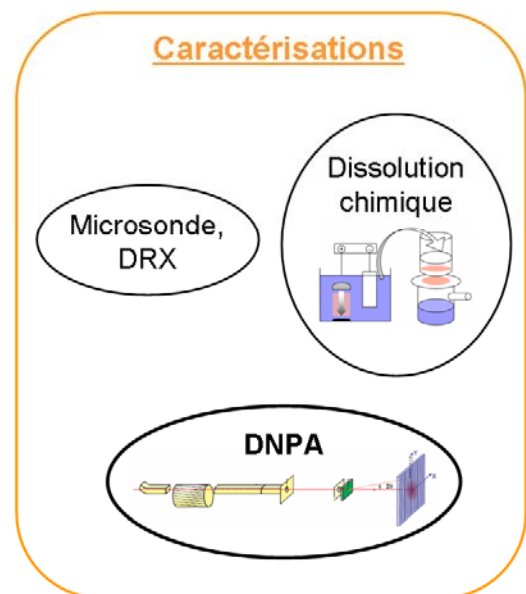 Caractérisations
Dissolution
chimique
Microsonde,
DRX
DNPA